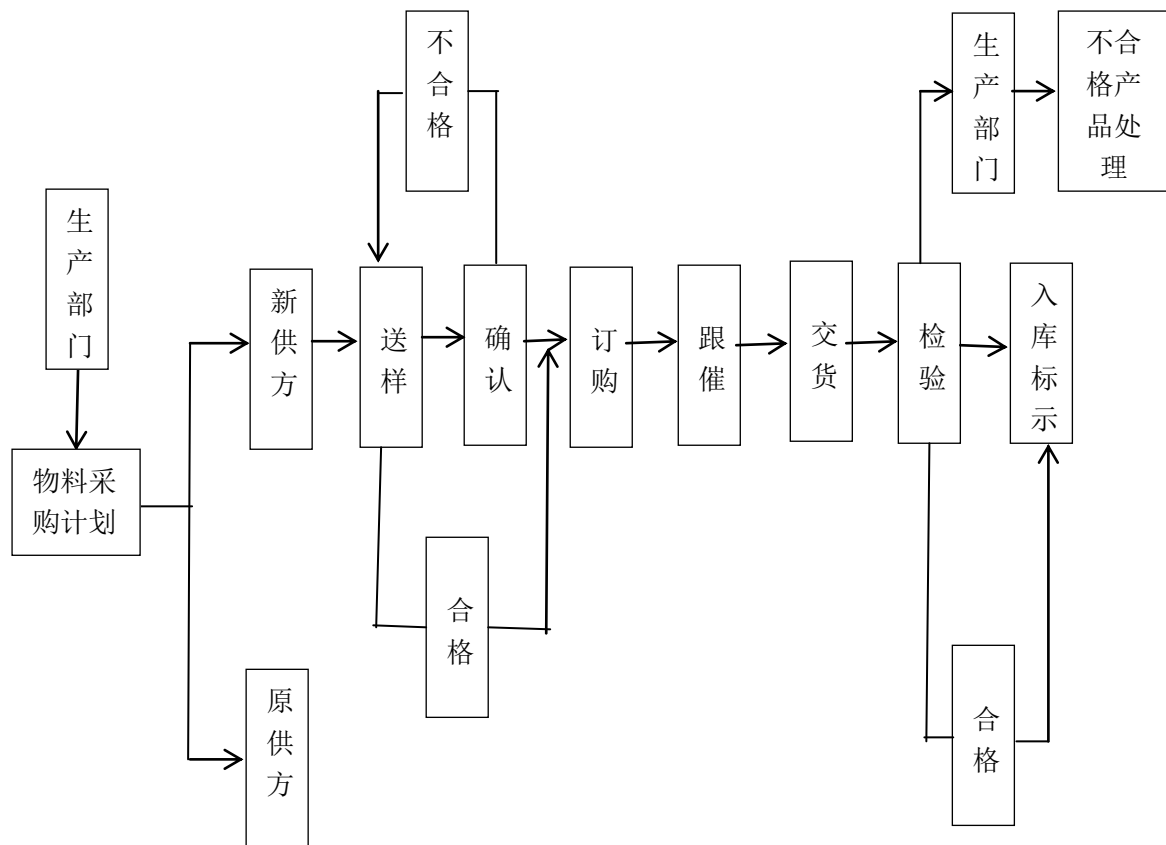 不合格
生产部门
不合格产品处理
生产部门
新供方
送样
确认
订购
跟催
交货
检验
入库标示
物料采
购计划
合格
原供方
合格